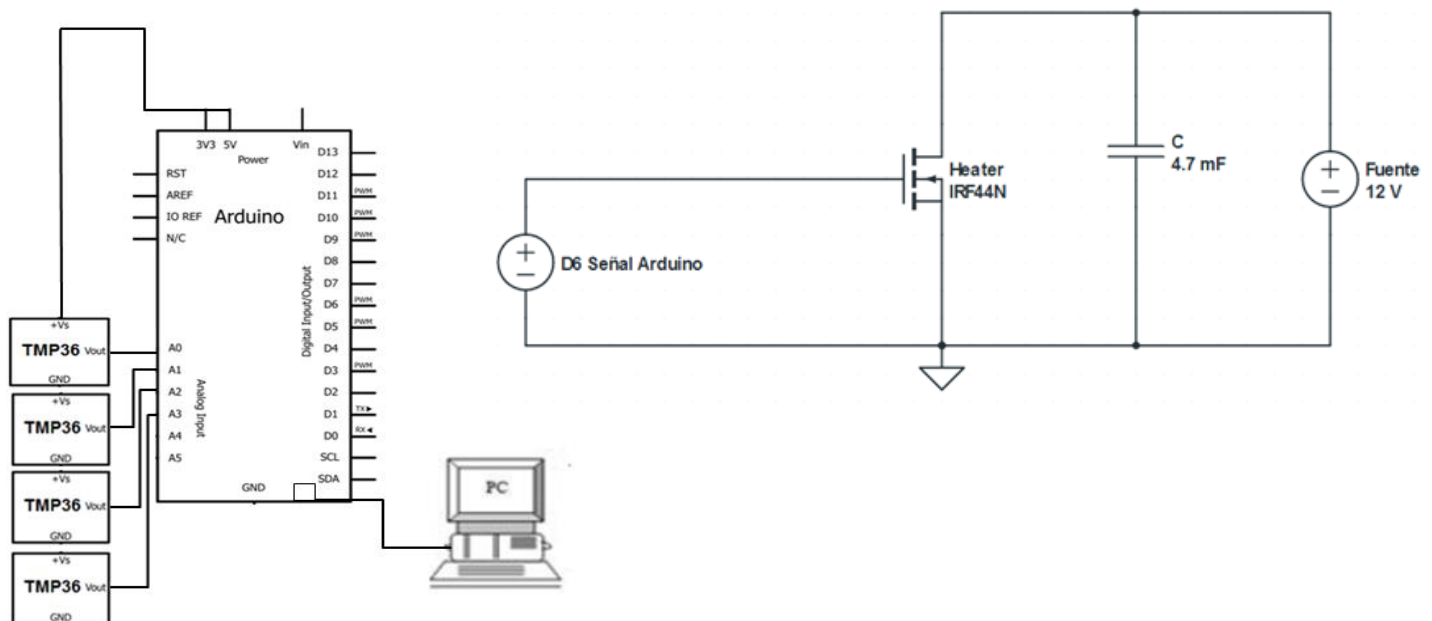 3V3 5V
Vin
Power
RST
AREF
IO REF
N/C
Arduino
D13
D12
D11 PWM
D10 PWM
D9 PWM
D8
D7
D6 PWM
D5 PWM
D4
D3 PWM
D2
D1 TX▶
D0 RX◀
SCL
SDA
Digital Input/Output
A0
A1
A2
A3
A4
A5
Analog Input
GND
+Vs
TMP36 Vout
GND
+Vs
TMP36 Vout
GND
+Vs
TMP36 Vout
GND
+Vs
TMP36 Vout
GND
PC
+
−
D6 Señal Arduino
Heater
IRF44N
C
4.7 mF
+
−
Fuente
12 V